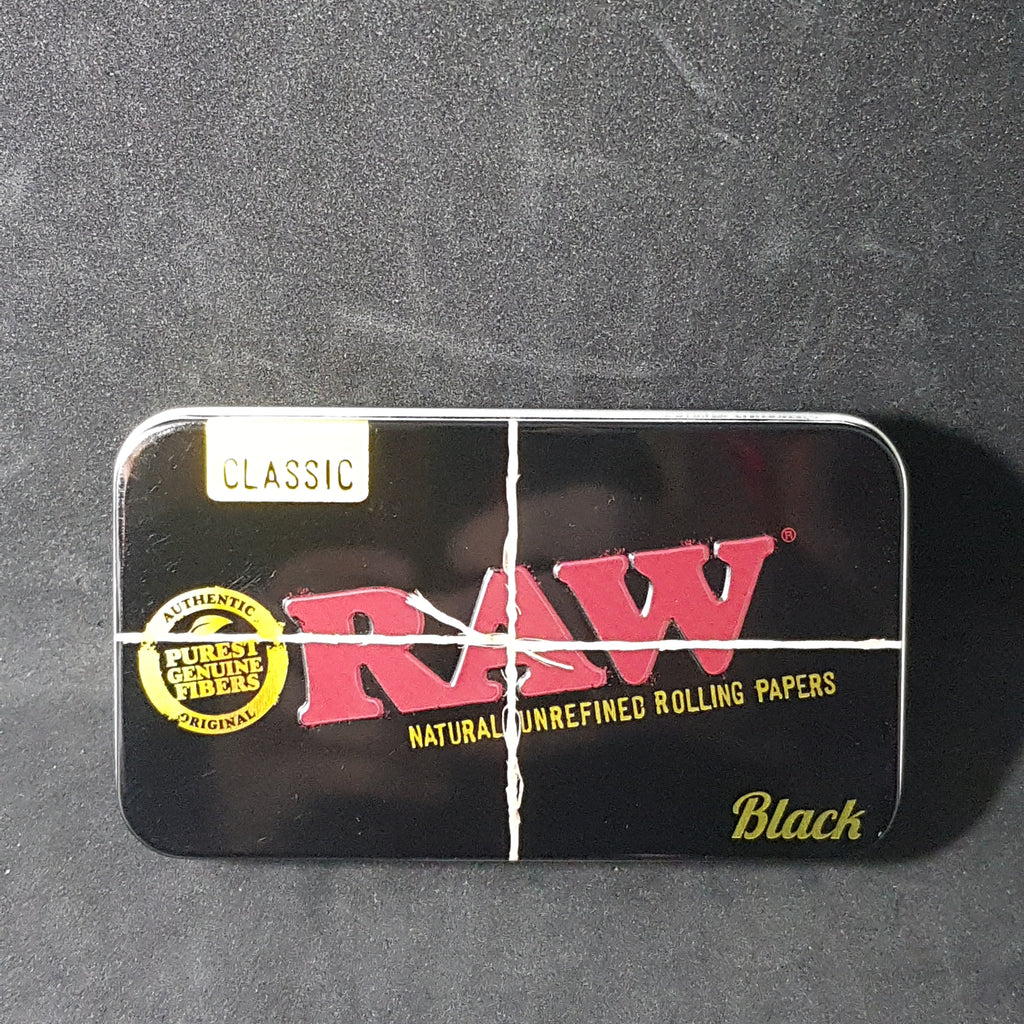 CLASSIC
RAW®
AUTHENTIC
PUREST
GENUINE
FIBERS
ORIGINAL
NATURAL UNREFINED ROLLING PAPERS
Black